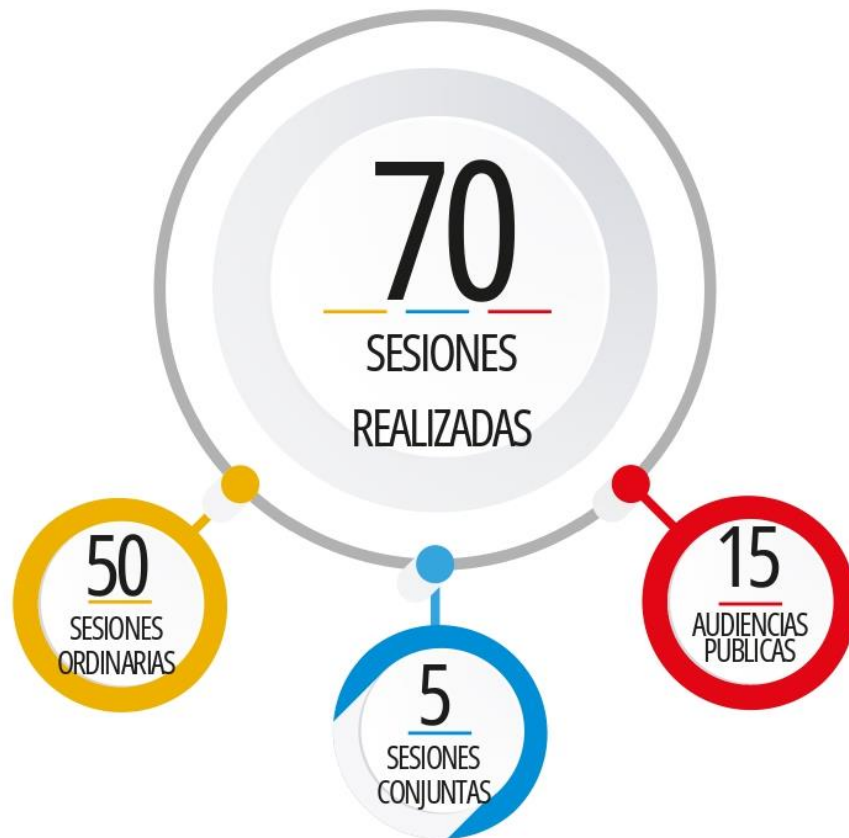 70
SESIONES
REALIZADAS
50
SESIONES
ORDINARIAS
5
SESIONES
CONJUNTAS
15
AUDIENCIAS
PUBLICAS